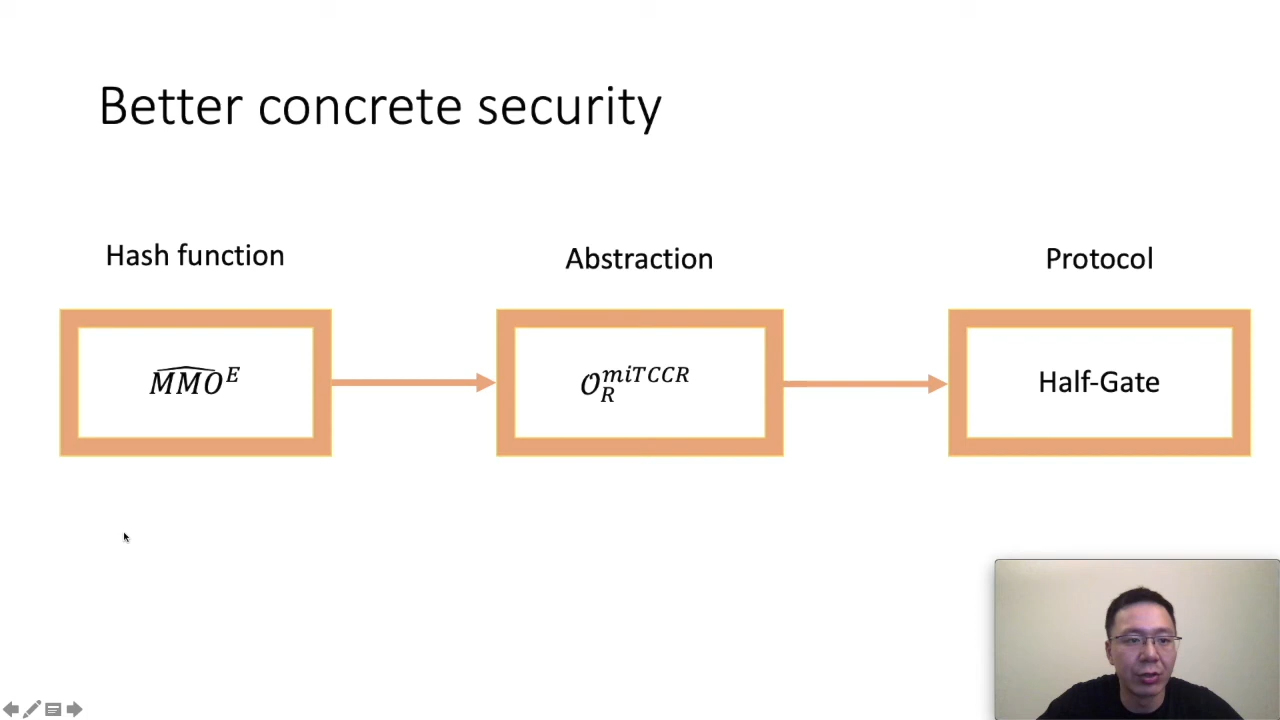 Better concrete security
Hash function
Abstraction
Protocol
$\widehat{MMO}^E$
$\mathcal{O}_R^{miTCCR}$
Half-Gate